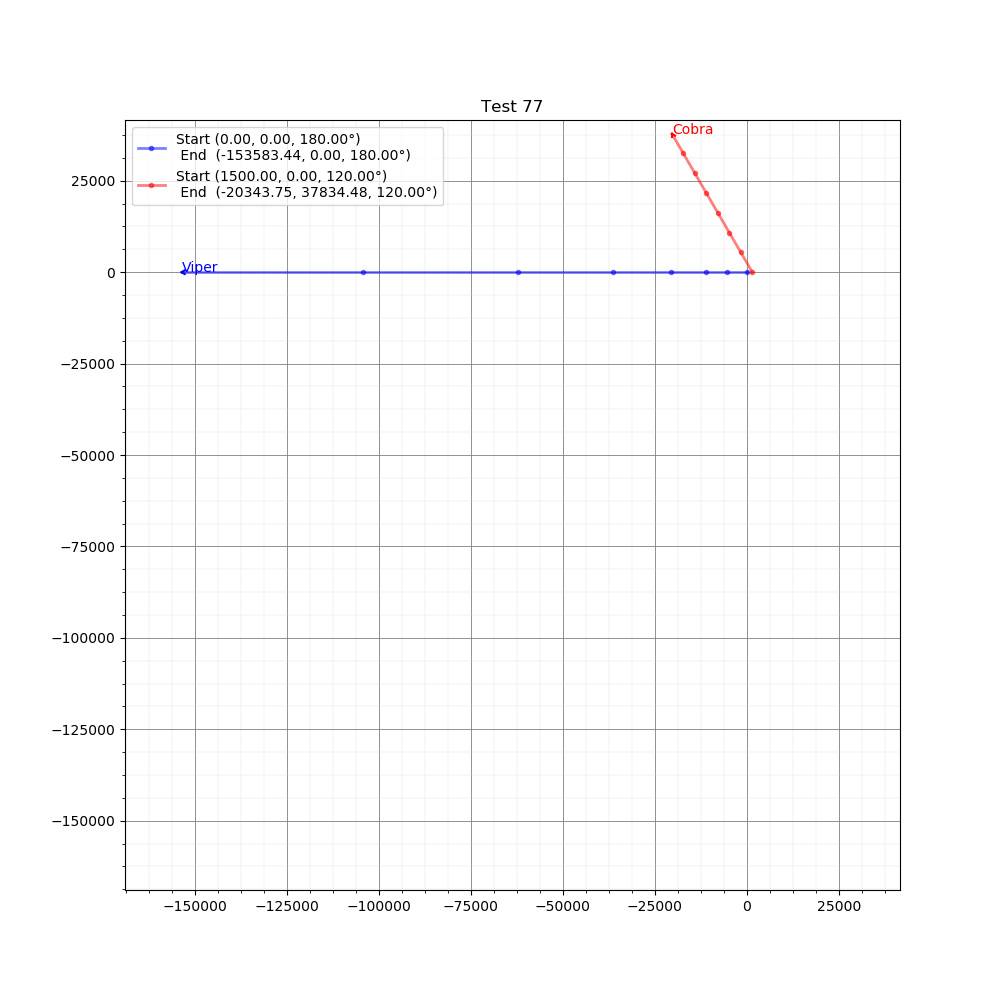 Test 77
Start (0.00, 0.00, 180.00°)
End  (-153583.44, 0.00, 180.00°)
Start (1500.00, 0.00, 120.00°)
End  (-20343.75, 37834.48, 120.00°)
Cobra
Viper
25000
0
−25000
−50000
−75000
−100000
−125000
−150000
−150000 −125000 −100000 −75000 −50000 −25000 0 25000